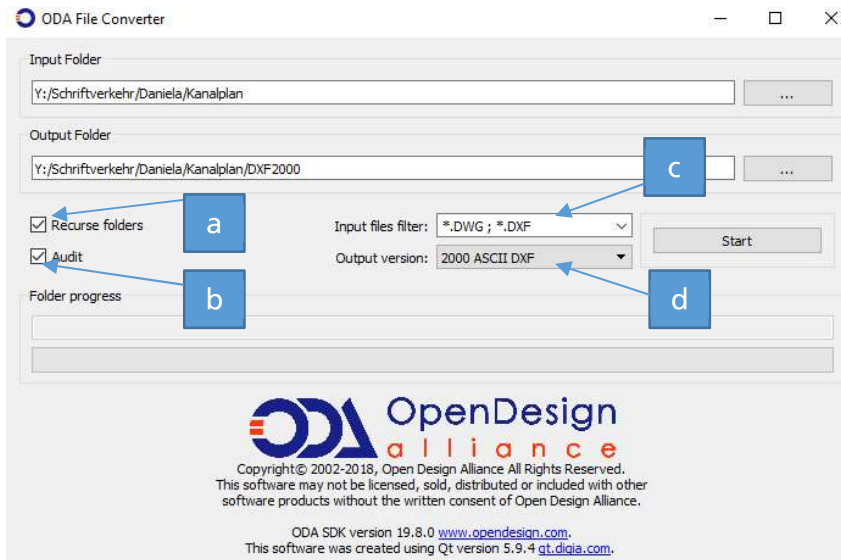 ODA File Converter
Input Folder
Y:/Schriftverkehr/Daniela/Kanalplan
...
Output Folder
Y:/Schriftverkehr/Daniela/Kanalplan/DXF2000
...
c
Recurse folders
a
Input files filter: *.DWG ; *.DXF
Start
Audit
Output version: 2000 ASCII DXF
b
d
Folder progress
ODA OpenDesign
alliance
Copyright© 2002-2018, Open Design Alliance All Rights Reserved.
This software may not be licensed, sold, distributed or included with other
software products without the written consent of Open Design Alliance.
ODA SDK version 19.8.0 www.opendesign.com.
This software was created using Qt version 5.9.4 qt.digia.com.